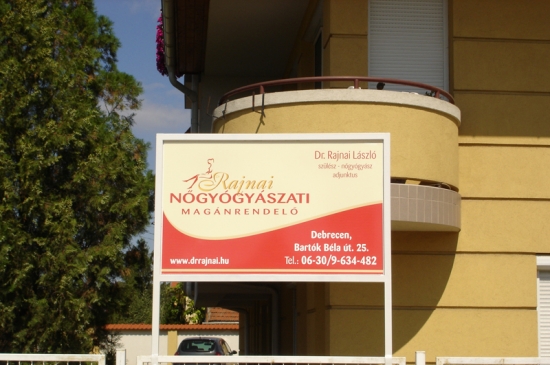 Dr. Rajnai László
szülész - nőgyógyász
adjunktus
Rajnai
NŐGYÓGYÁSZATI
MAGÁNRENDELŐ
Debrecen,
Bartók Béla út. 25.
www.drrajnai.hu
Tel.: 06-30/9-634-482